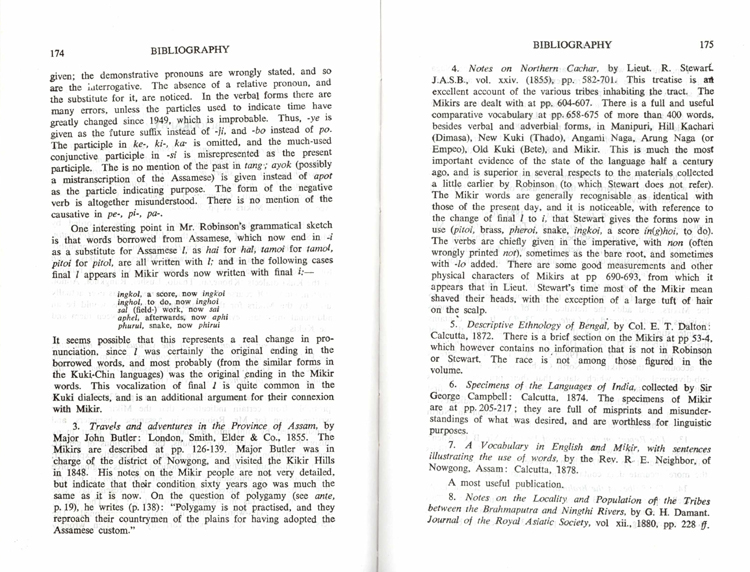 174
BIBLIOGRAPHY
given; the demonstrative pronouns are wrongly stated, and so
are the interrogative. The absence of a relative pronoun, and
the substitute for it, are noticed. In the verbal forms there are
many errors, unless the particles used to indicate time have
greatly changed since 1949, which is improbable. Thus, -ye is
given as the future suffix instead of -ji, and -bo instead of po.
The participle in ke-, ki-, ka- is omitted, and the much-used
conjunctive participle in -si is misrepresented as the present
participle. The is no mention of the past in tang; ayok (possibly
a mistranscription of the Assamese) is given instead of apot
as the particle indicating purpose. The form of the negative
verb is altogether misunderstood. There is no mention of the
causative in pe-, pi-, pa-.
One interesting point in Mr. Robinson's grammatical sketch
is that words borrowed from Assamese, which now end in -i
as a substitute for Assamese l, as hai for hal, tamoi for tamol,
pitoi for pitol, are all written with l; and in the following cases
final l appears in Mikir words now written with final i:—
ingkol, a score, now ingkoi
inghol, to do, now inghoi
sal (field-) work, now sai
aphel, afterwards, now aphi
phurul, snake, now phirui
It seems possible that this represents a real change in pro-
nunciation, since l was certainly the original ending in the
borrowed words, and most probably (from the similar forms in
the Kuki-Chin languages) was the original ending in the Mikir
words. This vocalization of final l is quite common in the
Kuki dialects, and is an additional argument for their connexion
with Mikir.
3. Travels and adventures in the Province of Assam, by
Major John Butler: London, Smith, Elder & Co., 1855. The
Mikirs are described at pp. 126-139. Major Butler was in
charge of the district of Nowgong, and visited the Kikir Hills
in 1848. His notes on the Mikir people are not very detailed,
but indicate that their condition sixty years ago was much the
same as it is now. On the question of polygamy (see ante,
p. 19), he writes (p. 138): "Polygamy is not practised, and they
reproach their countrymen of the plains for having adopted the
Assamese custom."
BIBLIOGRAPHY
175
4. Notes on Northern Cachar, by Lieut. R. Stewart.
J.A.S.B., vol. xxiv. (1855), pp. 582-701. This treatise is an
excellent account of the various tribes inhabiting the tract. The
Mikirs are dealt with at pp. 604-607. There is a full and useful
comparative vocabulary at pp. 658-675 of more than 400 words,
besides verbal and adverbial forms, in Manipuri, Hill Kachari
(Dimasa), New Kuki (Thado), Angami Naga, Arung Naga (or
Empeo), Old Kuki (Bete), and Mikir. This is much the most
important evidence of the state of the language half a century
ago, and is superior in several respects to the materials collected
a little earlier by Robinson (to which Stewart does not refer).
The Mikir words are generally recognisable as identical with
those of the present day, and it is noticeable, with reference to
the change of final l to i, that Stewart gives the forms now in
use (pitoi, brass, pheroi, snake, ingkoi, a score in(g)hoi, to do).
The verbs are chiefly given in the imperative, with non (often
wrongly printed not), sometimes as the bare root, and sometimes
with -lo added. There are some good measurements and other
physical characters of Mikirs at pp 690-693, from which it
appears that in Lieut. Stewart's time most of the Mikir mean
shaved their heads, with the exception of a large tuft of hair
on the scalp.
5. Descriptive Ethnology of Bengal, by Col. E. T. Dalton:
Calcutta, 1872. There is a brief section on the Mikirs at pp 53-4,
which however contains no information that is not in Robinson
or Stewart. The race is not among those figured in the
volume.
6. Specimens of the Languages of India, collected by Sir
George Campbell: Calcutta, 1874. The specimens of Mikir
are at pp. 205-217; they are full of misprints and misunder-
standings of what was desired, and are worthless for linguistic
purposes.
7. A Vocabulary in English and Mikir, with sentences
illustrating the use of words, by the Rev. R. E. Neighbor, of
Nowgong, Assam: Calcutta, 1878.
A most useful publication.
8. Notes on the Locality and Population of the Tribes
between the Brahmaputra and Ningthi Rivers, by G. H. Damant.
Journal of the Royal Asiatic Society, vol xii., 1880, pp. 228 ff.